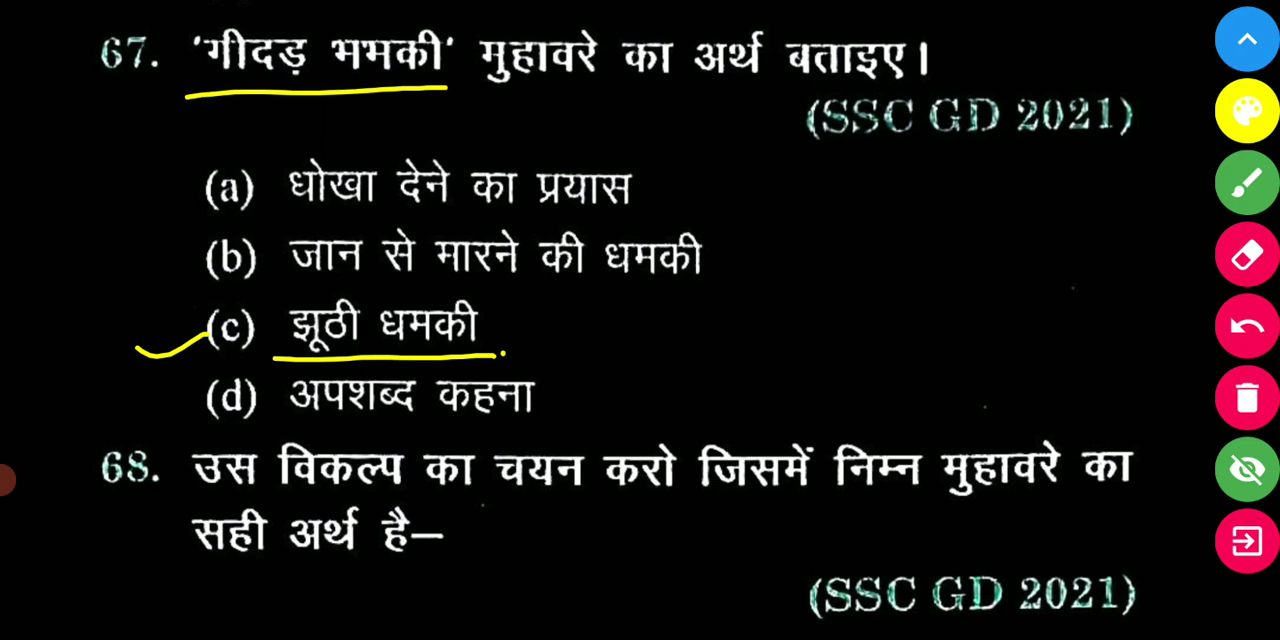 67. 'गीदड़ भमकी' मुहावरे का अर्थ बताइए।
(SSC GD 2021)
(a) धोखा देने का प्रयास
(b) जान से मारने की धमकी
(c) झूठी धमकी
(d) अपशब्द कहना
68. उस विकल्प का चयन करो जिसमें निम्न मुहावरे का
सही अर्थ है—
(SSC GD 2021)